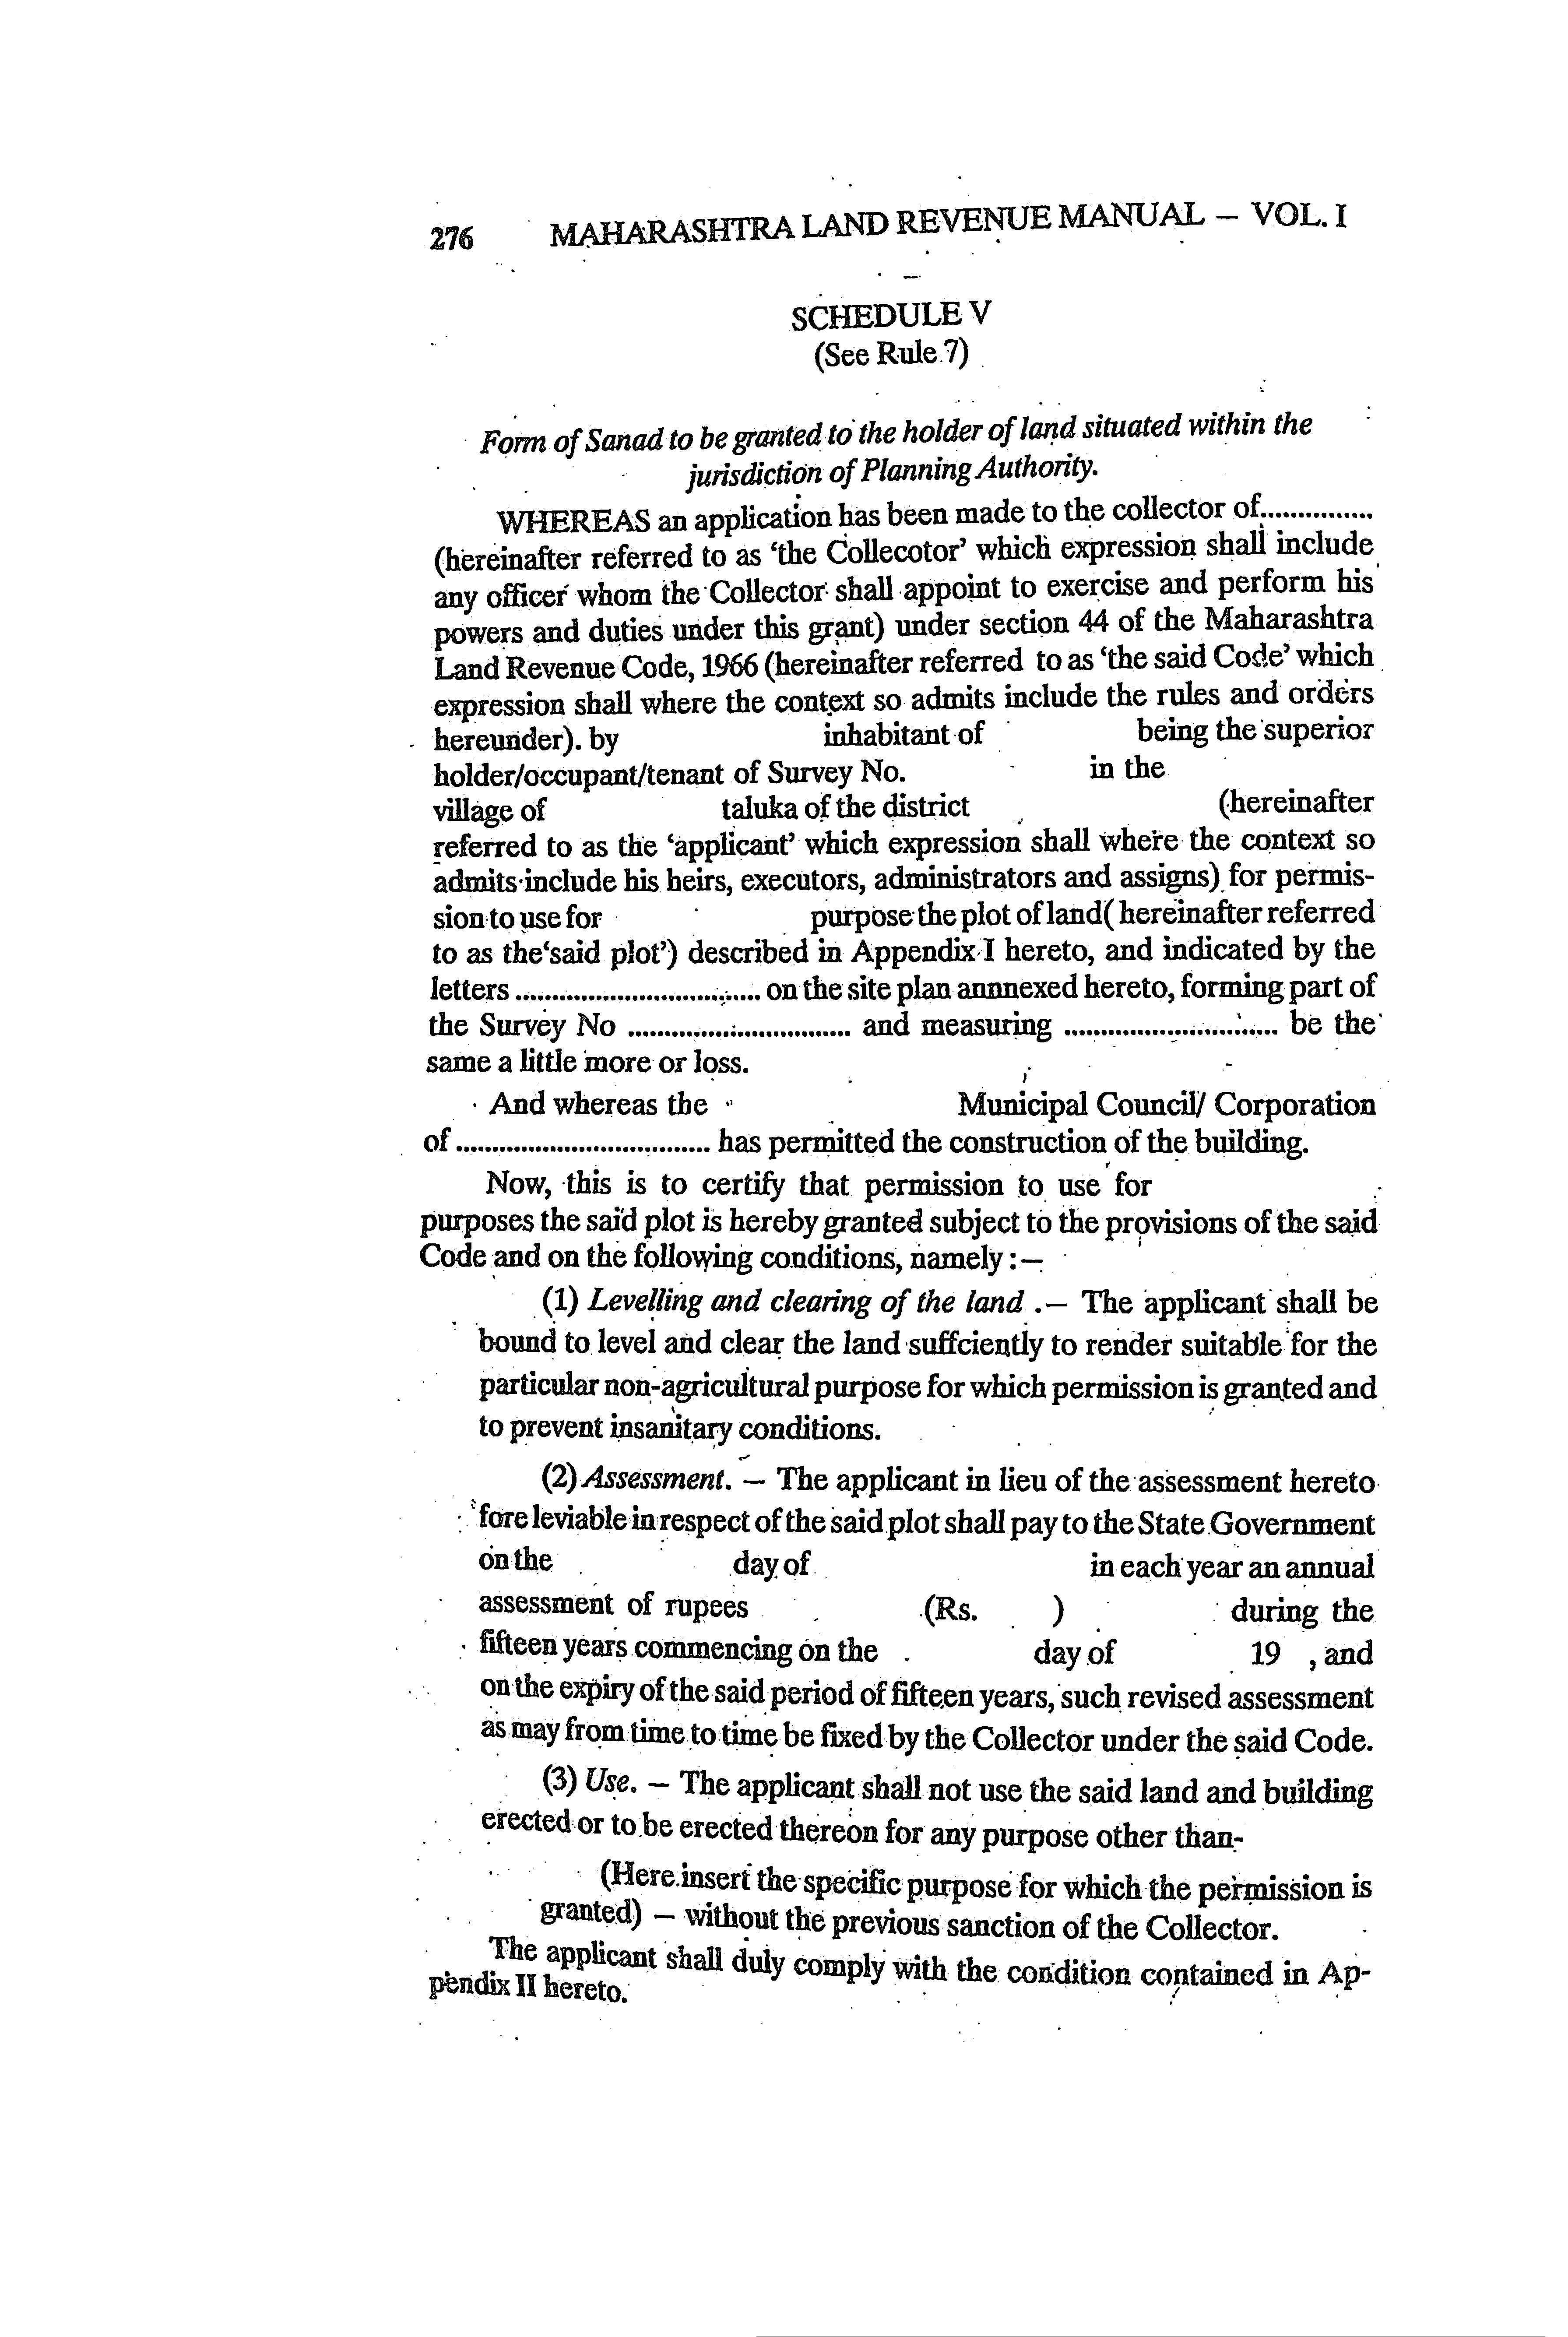 276 MAHARASHTRA LAND REVENUE MANUAL – VOL. I
SCHEDULE V
(See Rule 7)
Form of Sanad to be granted to the holder of land situated within the
jurisdiction of Planning Authority.
WHEREAS an application has been made to the collector of...............
(hereinafter referred to as 'the Collecotor' which expression shall include
any officer whom the Collector shall appoint to exercise and perform his
powers and duties under this grant) under section 44 of the Maharashtra
Land Revenue Code, 1966 (hereinafter referred to as 'the said Code' which
expression shall where the context so admits include the rules and orders
hereunder). by inhabitant of being the superior
holder/occupant/tenant of Survey No. in the
village of taluka of the district (hereinafter
referred to as the 'applicant' which expression shall where the context so
admits include his heirs, executors, administrators and assigns) for permis-
sion to use for purpose the plot of land( hereinafter referred
to as the'said plot') described in Appendix I hereto, and indicated by the
letters .................................. on the site plan annnexed hereto, forming part of
the Survey No ............................... and measuring .............................. be the
same a little more or loss.
And whereas the Municipal Council/ Corporation
of ................................... has permitted the construction of the building.
Now, this is to certify that permission to use for
purposes the said plot is hereby granted subject to the provisions of the said
Code and on the following conditions, namely :–
(1) Levelling and clearing of the land .– The applicant shall be
bound to level and clear the land suffciently to render suitable for the
particular non-agricultural purpose for which permission is granted and
to prevent insanitary conditions.
(2) Assessment. – The applicant in lieu of the assessment hereto
fore leviable in respect of the said plot shall pay to the State Government
on the day of in each year an annual
assessment of rupees (Rs. ) during the
fifteen years commencing on the day of 19 , and
on the expiry of the said period of fifteen years, such revised assessment
as may from time to time be fixed by the Collector under the said Code.
(3) Use. – The applicant shall not use the said land and building
erected or to be erected thereon for any purpose other than-
(Here insert the specific purpose for which the permission is
granted) – without the previous sanction of the Collector.
The applicant shall duly comply with the condition contained in Ap-
pendix II hereto.